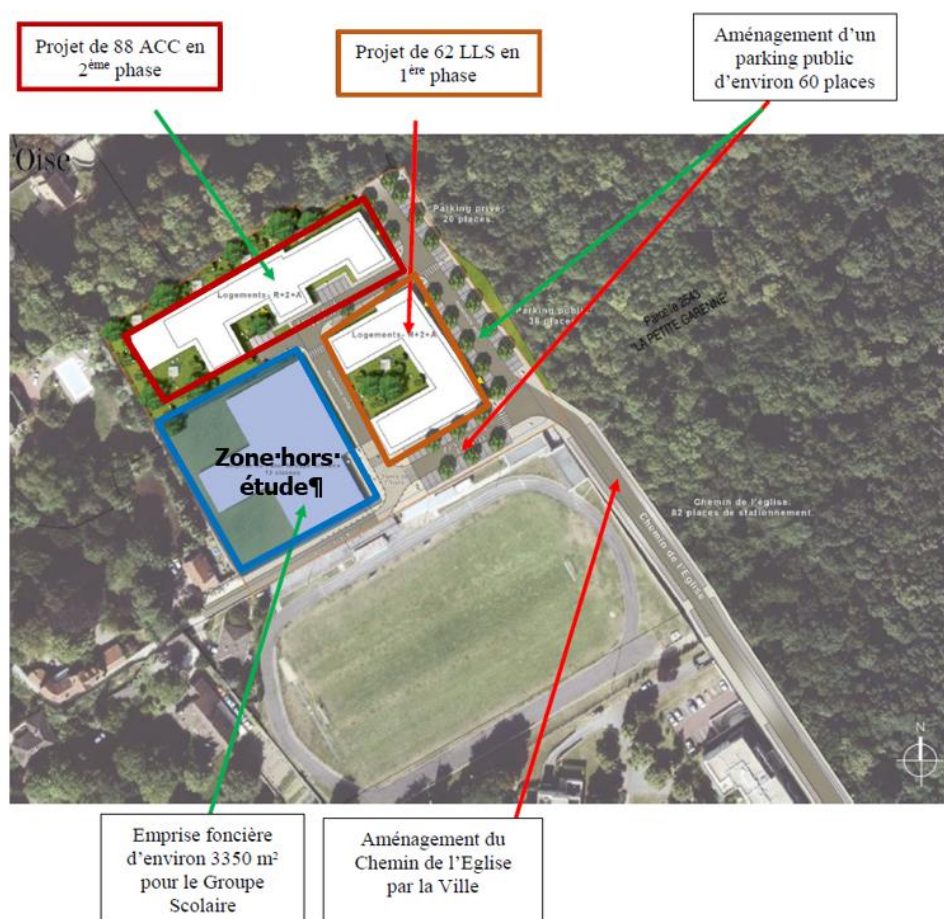 Projet de 88 ACC en
2ème phase
Projet de 62 LLS en
1ère phase
Aménagement d'un
parking public
d'environ 60 places
Oise
Parking privé:
20 places.
Logements- R+2+A
Parking public:
38 places
Parcelle 2543
"LA PETITE GARENNE"
Logements- R+2+A
Zone·hors·
étude¶
12 classes
Chemin de l'église:
82 places de stationnement
Chemin de l'Eglise
N
Emprise foncière
d'environ 3350 m²
pour le Groupe
Scolaire
Aménagement du
Chemin de l'Eglise
par la Ville